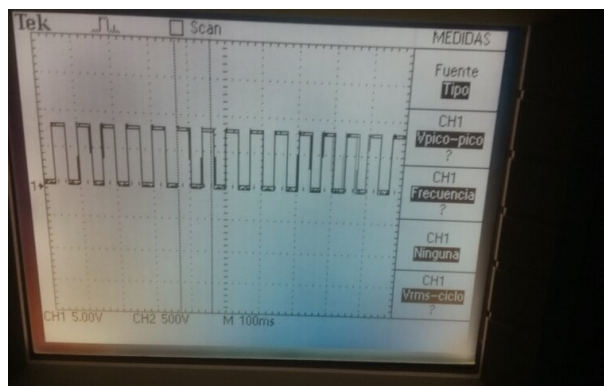 Tek Scan MEDIDAS
Fuente
Tipo
CH1
Vpico-pico
?
CH1
Frecuencia
?
CH1
Ninguna
CH1
Vrms-ciclo
?
1
CH1 5.00V CH2 500V M 100ms